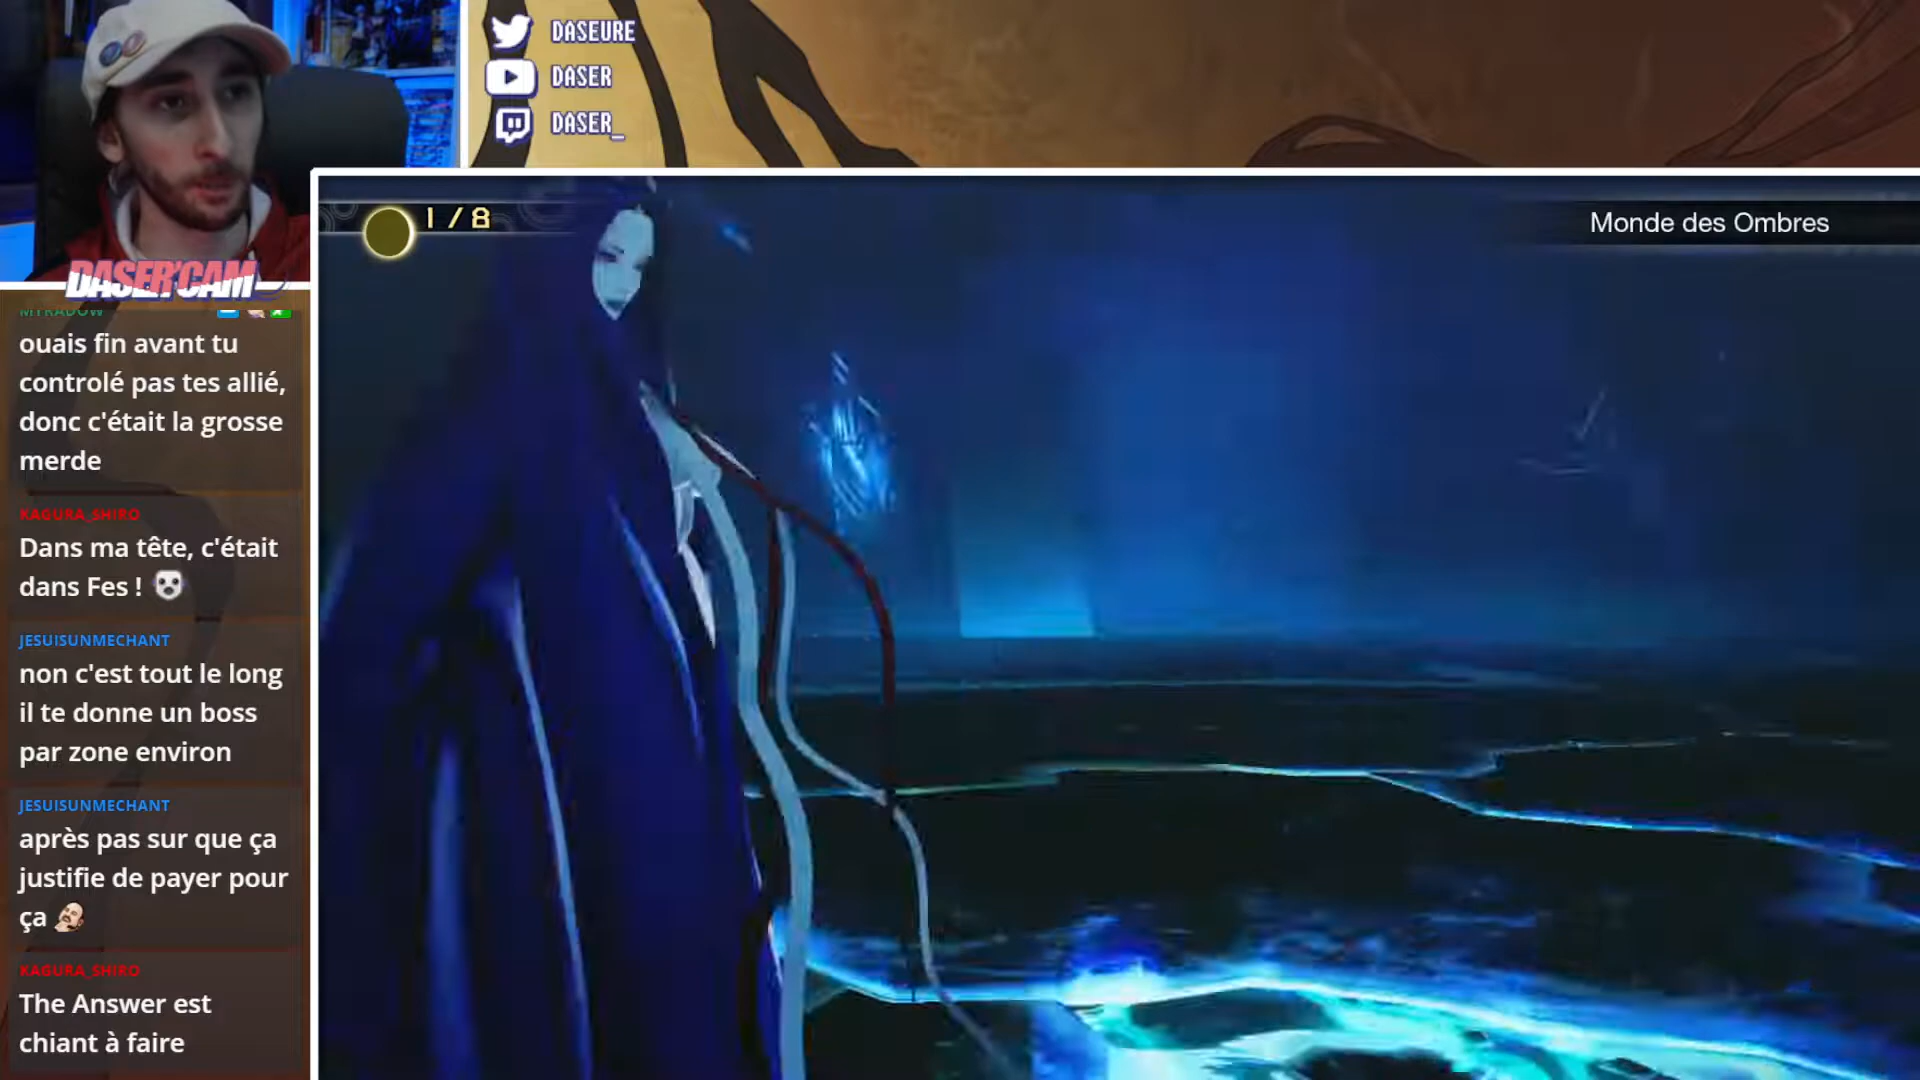 DASEURE
DASER
DASER_
DASER'CAM
1 / 8
Monde des Ombres
MYRADOW
ouais fin avant tu
controlé pas tes allié,
donc c'était la grosse
merde
KAGURA_SHIRO
Dans ma tête, c'était
dans Fes !
JESUISUNMECHANT
non c'est tout le long
il te donne un boss
par zone environ
JESUISUNMECHANT
après pas sur que ça
justifie de payer pour
ça
KAGURA_SHIRO
The Answer est
chiant à faire